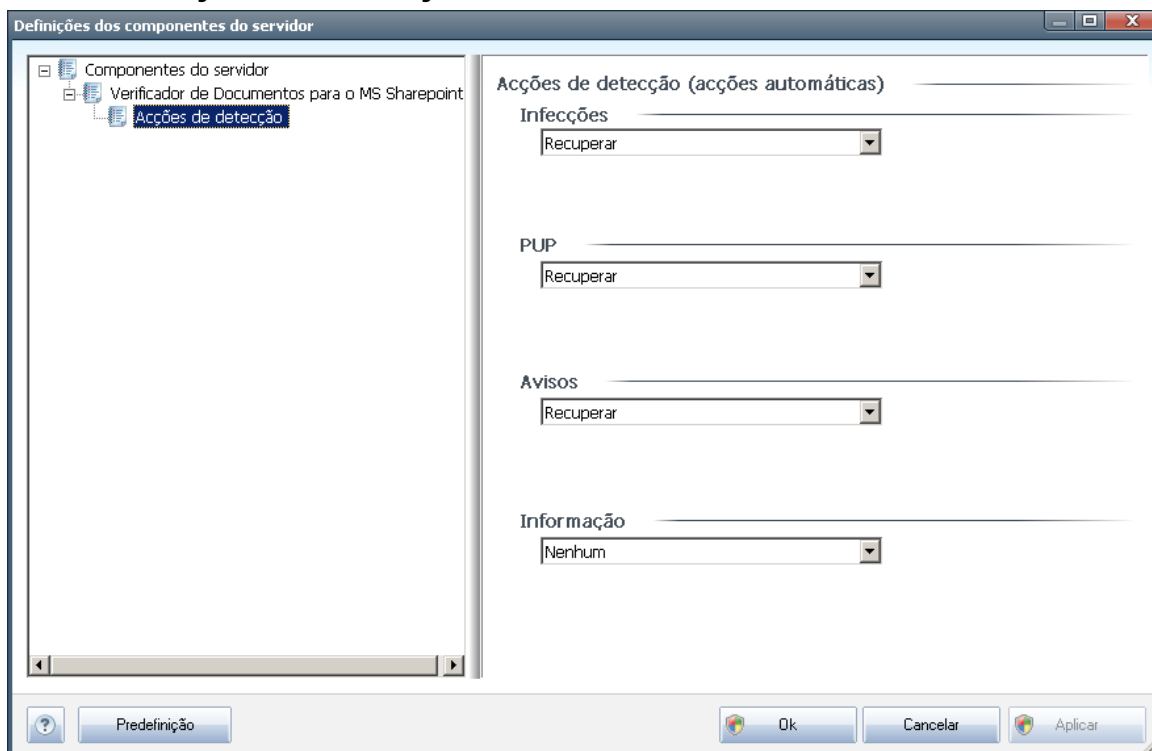 Definições dos componentes do servidor
Componentes do servidor
Verificador de Documentos para o MS Sharepoint
Acções de detecção
Acções de detecção (acções automáticas)
Infecções
Recuperar
PUP
Recuperar
Avisos
Recuperar
Informação
Nenhum
Predefinição
Ok
Cancelar
Aplicar